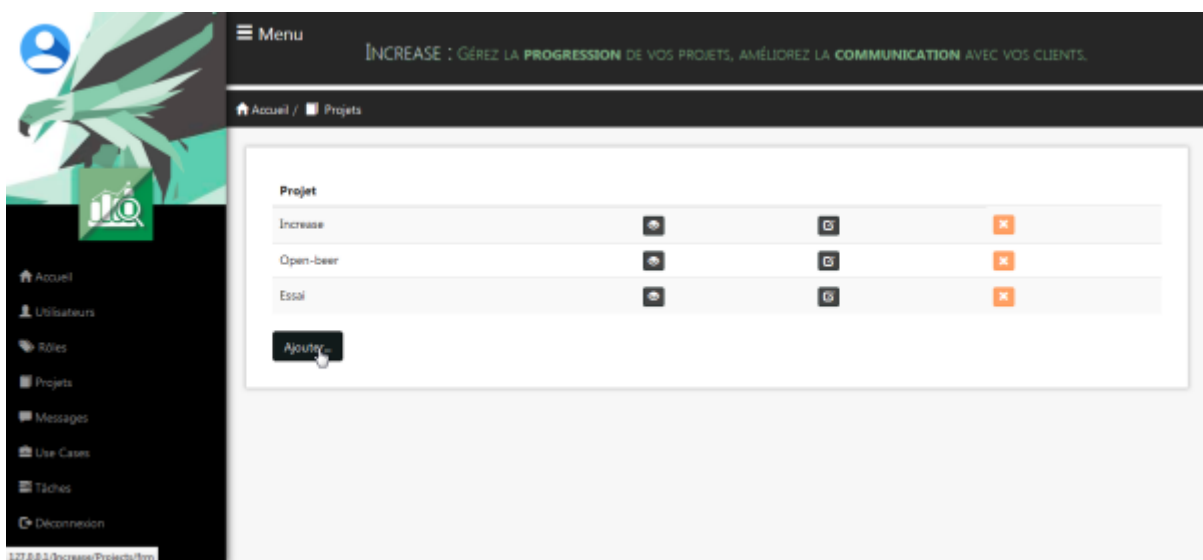 Menu
INCREASE : GÉREZ LA PROGRESSION DE VOS PROJETS, AMÉLIOREZ LA COMMUNICATION AVEC VOS CLIENTS.
Accueil / Projets
Projet
Increase
Open-beer
Essai
Ajouter...
Accueil
Utilisateurs
Rôles
Projets
Messages
Use Cases
Tâches
Déconnexion
127.0.0.1/Increase/Projects/frm